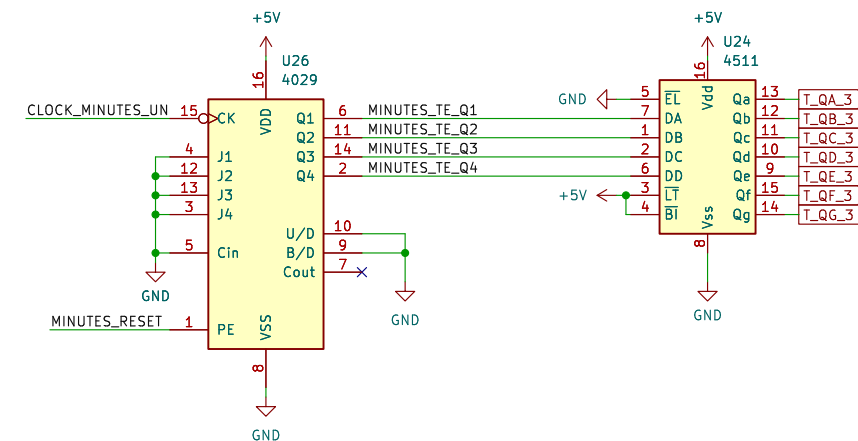 +5V
U26
4029
16
VDD
CLOCK_MINUTES_UN
15
CK
4
J1
12
J2
13
J3
3
J4
5
Cin
GND
MINUTES_RESET
1
PE
VSS
8
GND
Q1
6
MINUTES_TE_Q1
Q2
11
MINUTES_TE_Q2
Q3
14
MINUTES_TE_Q3
Q4
2
MINUTES_TE_Q4
U/D
10
B/D
9
Cout
7
GND
+5V
U24
4511
16
Vdd
GND
5
EL
7
DA
1
DB
2
DC
6
DD
+5V
3
LT
4
BI
Vss
8
GND
Qa
13
T_QA_3
Qb
12
T_QB_3
Qc
11
T_QC_3
Qd
10
T_QD_3
Qe
9
T_QE_3
Qf
15
T_QF_3
Qg
14
T_QG_3